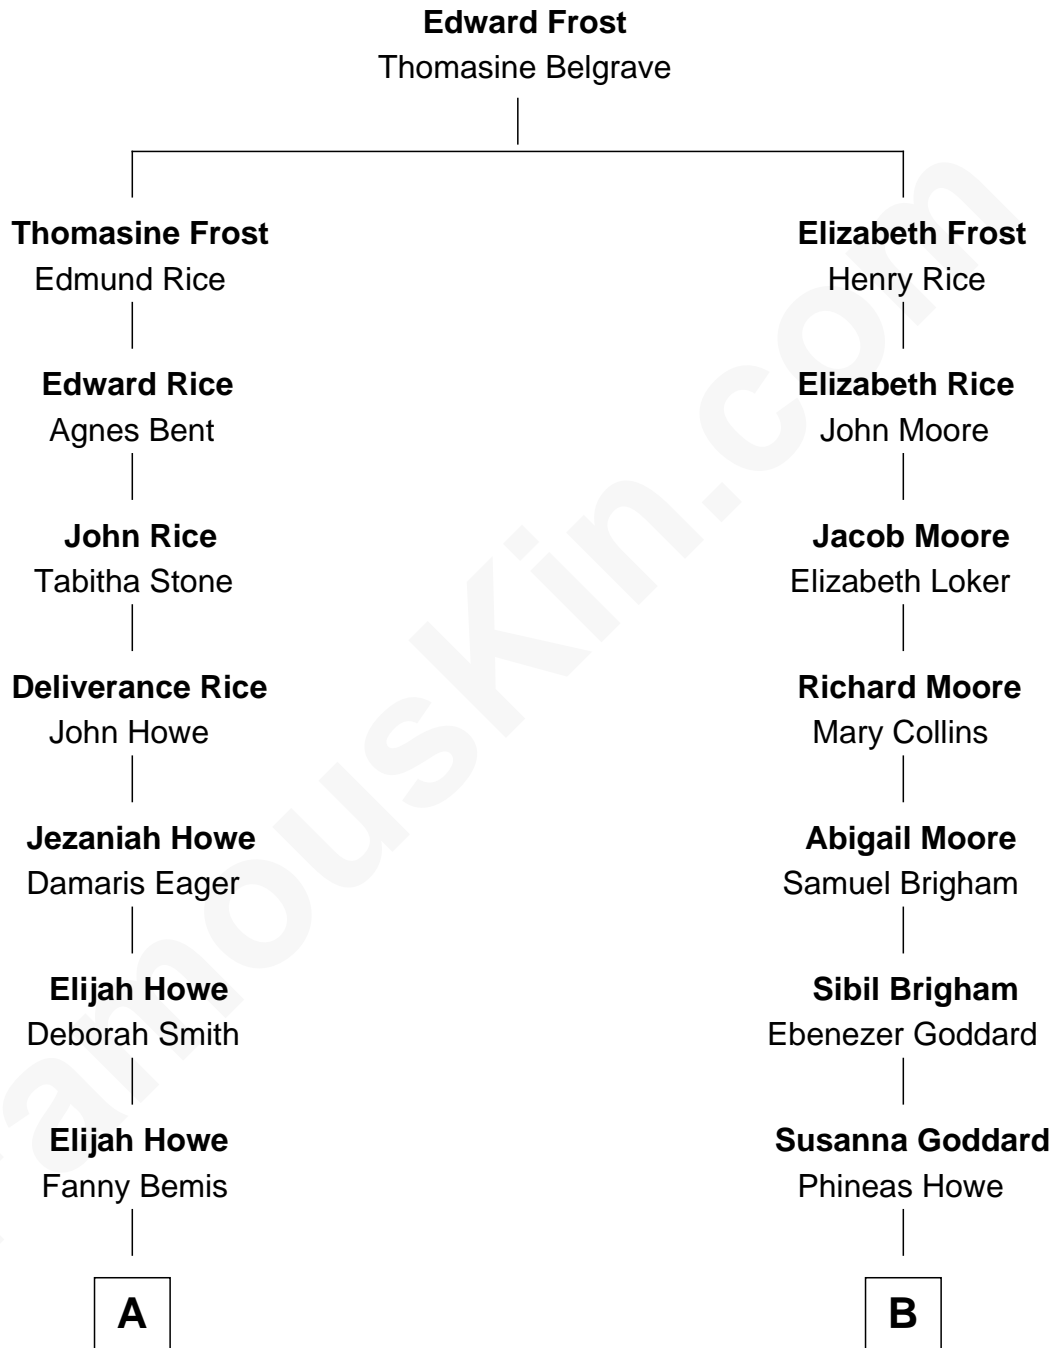 Edward Frost
Thomasine Belgrave
Thomasine Frost
Edmund Rice
Elizabeth Frost
Henry Rice
Edward Rice
Agnes Bent
Elizabeth Rice
John Moore
John Rice
Tabitha Stone
Jacob Moore
Elizabeth Loker
Deliverance Rice
John Howe
Richard Moore
Mary Collins
Jezaniah Howe
Damaris Eager
Abigail Moore
Samuel Brigham
Elijah Howe
Deborah Smith
Sibil Brigham
Ebenezer Goddard
Elijah Howe
Fanny Bemis
Susanna Goddard
Phineas Howe
A
B
FamousKin.com